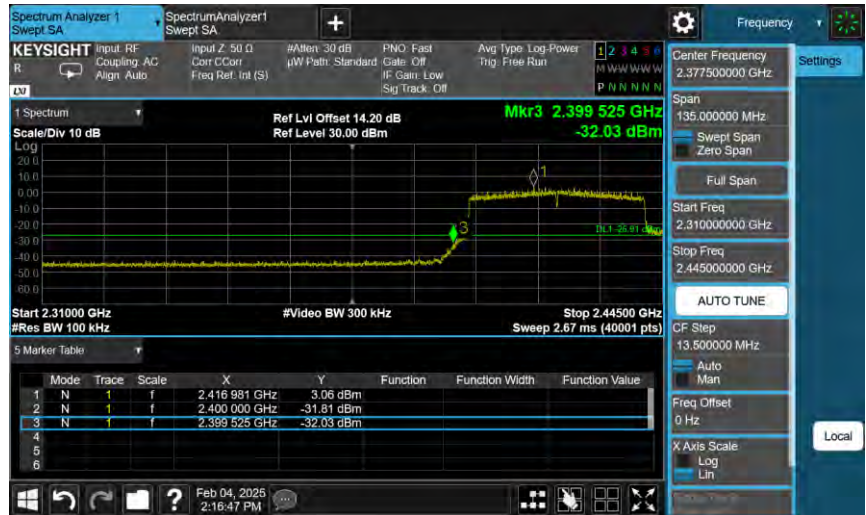 Spectrum Analyzer 1
Swept SA
SpectrumAnalyzer1
Swept SA
+
Frequency
KEYSIGHT
R
LXI
Input: RF
Coupling: AC
Align: Auto
Input Z: 50 Ω
Corr CCorr
Freq Ref: Int (S)
#Atten: 30 dB
µW Path: Standard
PNO: Fast
Gate: Off
IF Gain: Low
Sig Track: Off
Avg Type: Log-Power
Trig: Free Run
1 2 3 4 5 6
M W W W W W
P N N N N N
1 Spectrum
Scale/Div 10 dB
Ref Lvl Offset 14.20 dB
Ref Level 30.00 dBm
Mkr3 2.399 525 GHz
-32.03 dBm
Log
20.0
10.0
0.00
-10.0
-20.0
-30.0
-40.0
-50.0
-60.0
1
3
DL1 -26.91 dBm
Start 2.31000 GHz
#Res BW 100 kHz
#Video BW 300 kHz
Stop 2.44500 GHz
Sweep 2.67 ms (40001 pts)
5 Marker Table
Mode Trace Scale X Y Function Function Width Function Value
1 N 1 f 2.416 981 GHz 3.06 dBm
2 N 1 f 2.400 000 GHz -31.81 dBm
3 N 1 f 2.399 525 GHz -32.03 dBm
4
5
6
Center Frequency
2.377500000 GHz
Settings
Span
135.000000 MHz
Swept Span
Zero Span
Full Span
Start Freq
2.310000000 GHz
Stop Freq
2.445000000 GHz
AUTO TUNE
CF Step
13.500000 MHz
Auto
Man
Freq Offset
0 Hz
X Axis Scale
Log
Lin
Local
?
Feb 04, 2025
2:16:47 PM